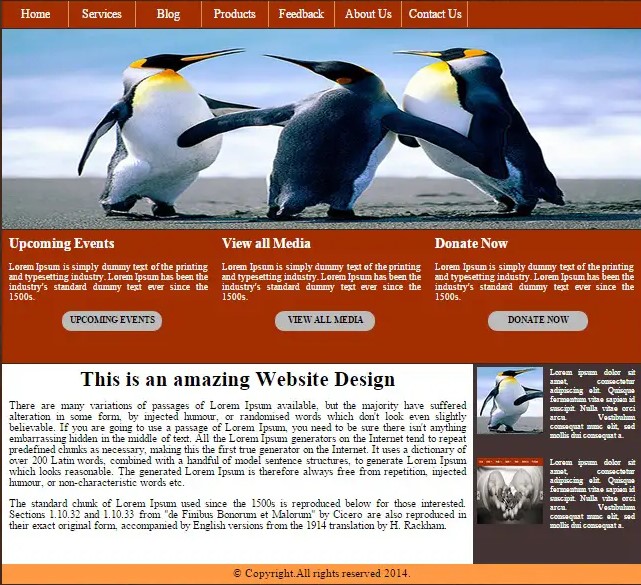 Home Services Blog Products Feedback About Us Contact Us
Upcoming Events
Lorem Ipsum is simply dummy text of the printing
and typesetting industry. Lorem Ipsum has been the
industry's standard dummy text ever since the
1500s.
UPCOMING EVENTS
View all Media
Lorem Ipsum is simply dummy text of the printing
and typesetting industry. Lorem Ipsum has been the
industry's standard dummy text ever since the
1500s.
VIEW ALL MEDIA
Donate Now
Lorem Ipsum is simply dummy text of the printing
and typesetting industry. Lorem Ipsum has been the
industry's standard dummy text ever since the
1500s.
DONATE NOW
This is an amazing Website Design
There are many variations of passages of Lorem Ipsum available, but the majority have suffered
alteration in some form, by injected humour, or randomised words which don't look even slightly
believable. If you are going to use a passage of Lorem Ipsum, you need to be sure there isn't anything
embarrassing hidden in the middle of text. All the Lorem Ipsum generators on the Internet tend to repeat
predefined chunks as necessary, making this the first true generator on the Internet. It uses a dictionary of
over 200 Latin words, combined with a handful of model sentence structures, to generate Lorem Ipsum
which looks reasonable. The generated Lorem Ipsum is therefore always free from repetition, injected
humour, or non-characteristic words etc.
The standard chunk of Lorem Ipsum used since the 1500s is reproduced below for those interested.
Sections 1.10.32 and 1.10.33 from "de Finibus Bonorum et Malorum" by Cicero are also reproduced in
their exact original form, accompanied by English versions from the 1914 translation by H. Rackham.
Lorem ipsum dolor sit
amet, consectetur
adipiscing elit. Quisque
fermentum vitae sapien id
suscipit. Nulla vitae orci
arcu. Vivamus
consequat nunc elit, sed
mollis dui consequat a.
Lorem ipsum dolor sit
amet, consectetur
adipiscing elit. Quisque
fermentum vitae sapien id
suscipit. Nulla vitae orci
arcu. Vivamus
consequat nunc elit, sed
mollis dui consequat a.
© Copyright.All rights reserved 2014.